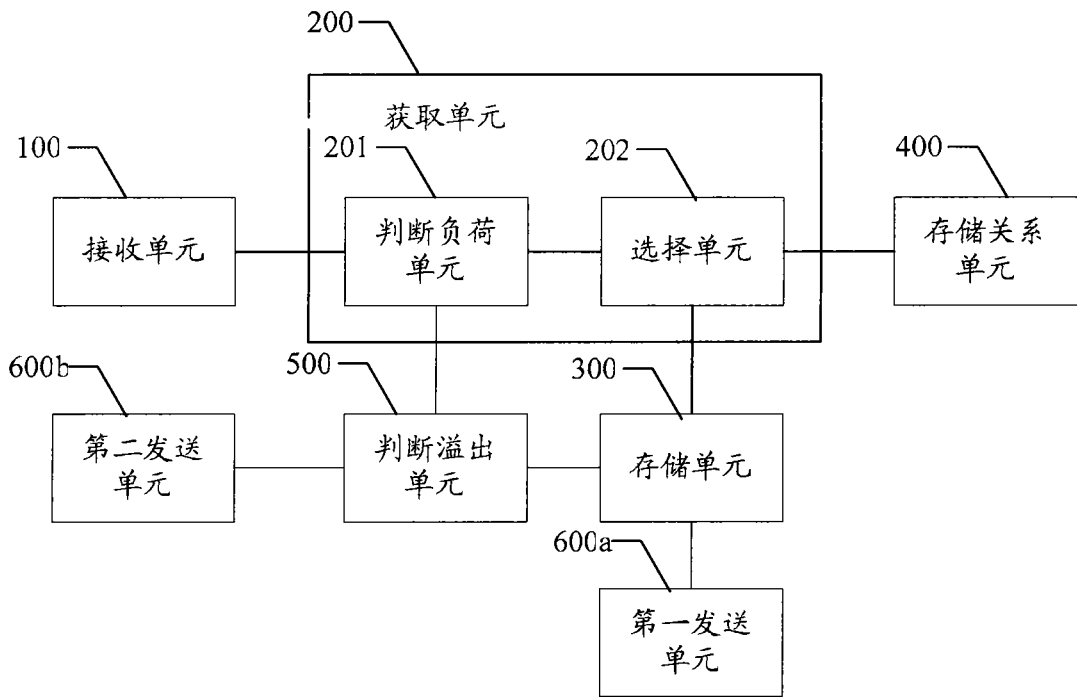 200
获取单元
100
201
202
400
接收单元
判断负荷
单元
选择单元
存储关系
单元
600b
500
300
第二发送
单元
判断溢出
单元
存储单元
600a
第一发送
单元